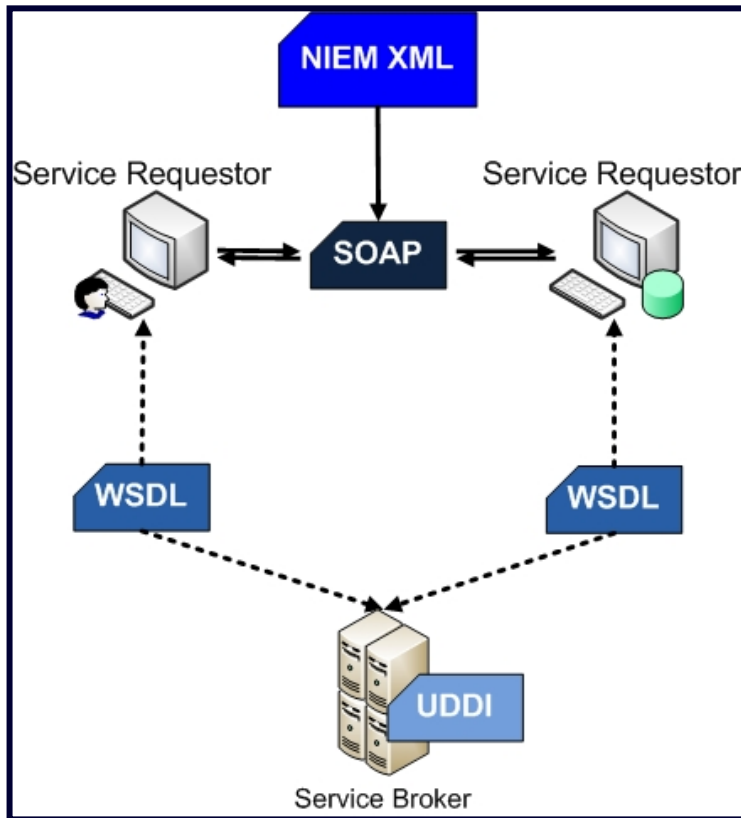 NIEM XML
Service Requestor
Service Requestor
SOAP
WSDL
WSDL
UDDI
Service Broker